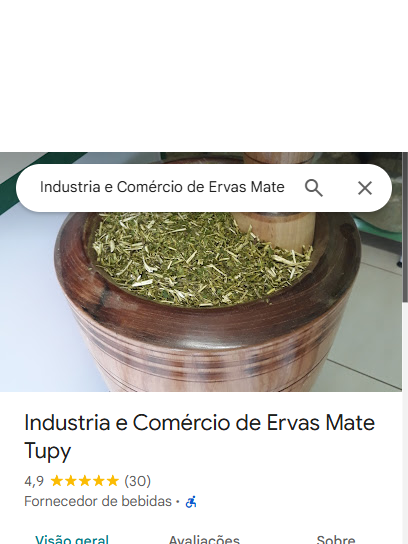 Industria e Comércio de Ervas Mate
Industria e Comércio de Ervas Mate
Tupy
4,9 (30)
Fornecedor de bebidas ·
Visão geral Avaliações Sobre